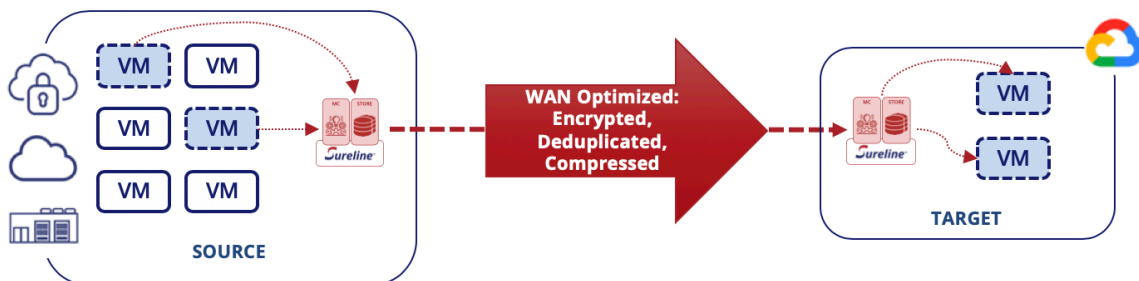 VM VM
VM VM
VM VM
MC STORE
Sureline
SOURCE
WAN Optimized:
Encrypted,
Deduplicated,
Compressed
MC STORE
Sureline
VM
VM
TARGET